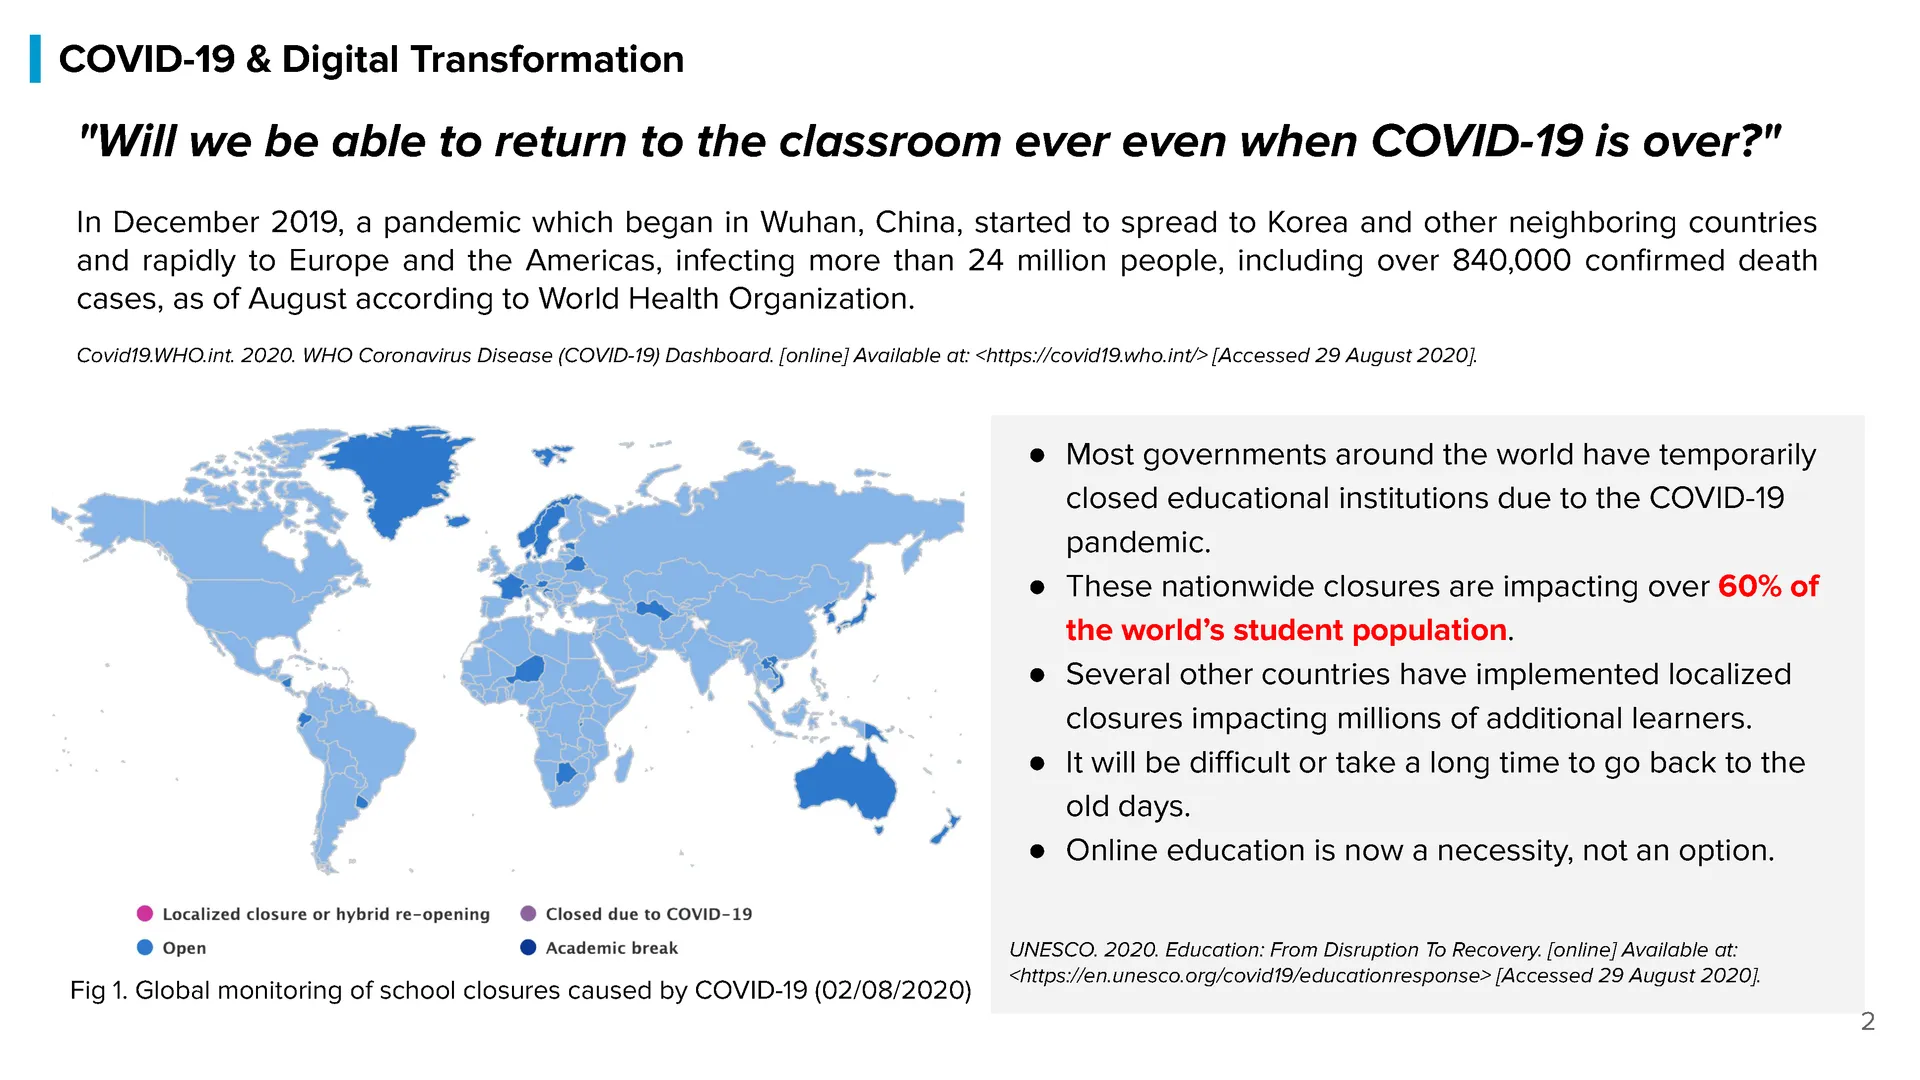 COVID-19 & Digital Transformation
"Will we be able to return to the classroom ever even when COVID-19 is over?"
In December 2019, a pandemic which began in Wuhan, China, started to spread to Korea and other neighboring countries
and rapidly to Europe and the Americas, infecting more than 24 million people, including over 840,000 confirmed death
cases, as of August according to World Health Organization.
Covid19.WHO.int. 2020. WHO Coronavirus Disease (COVID-19) Dashboard. [online] Available at: <https://covid19.who.int/> [Accessed 29 August 2020].
Localized closure or hybrid re-opening
Closed due to COVID-19
Open
Academic break
Fig 1. Global monitoring of school closures caused by COVID-19 (02/08/2020)
● Most governments around the world have temporarily
closed educational institutions due to the COVID-19
pandemic.
● These nationwide closures are impacting over 60% of
the world's student population.
● Several other countries have implemented localized
closures impacting millions of additional learners.
● It will be difficult or take a long time to go back to the
old days.
● Online education is now a necessity, not an option.
UNESCO. 2020. Education: From Disruption To Recovery. [online] Available at:
<https://en.unesco.org/covid19/educationresponse> [Accessed 29 August 2020].
2